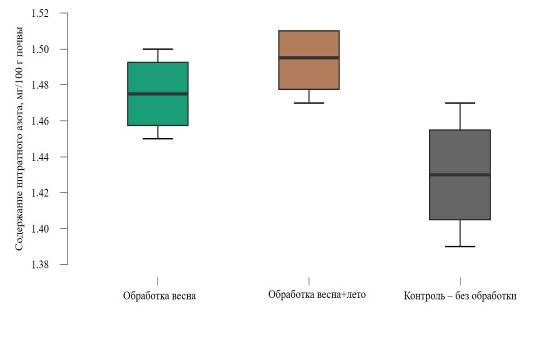 Содержание нитратного азота, мг/100 г почвы
1.52
1.50
1.48
1.46
1.44
1.42
1.40
1.38
Обработка весна
Обработка весна+лето
Контроль – без обработки